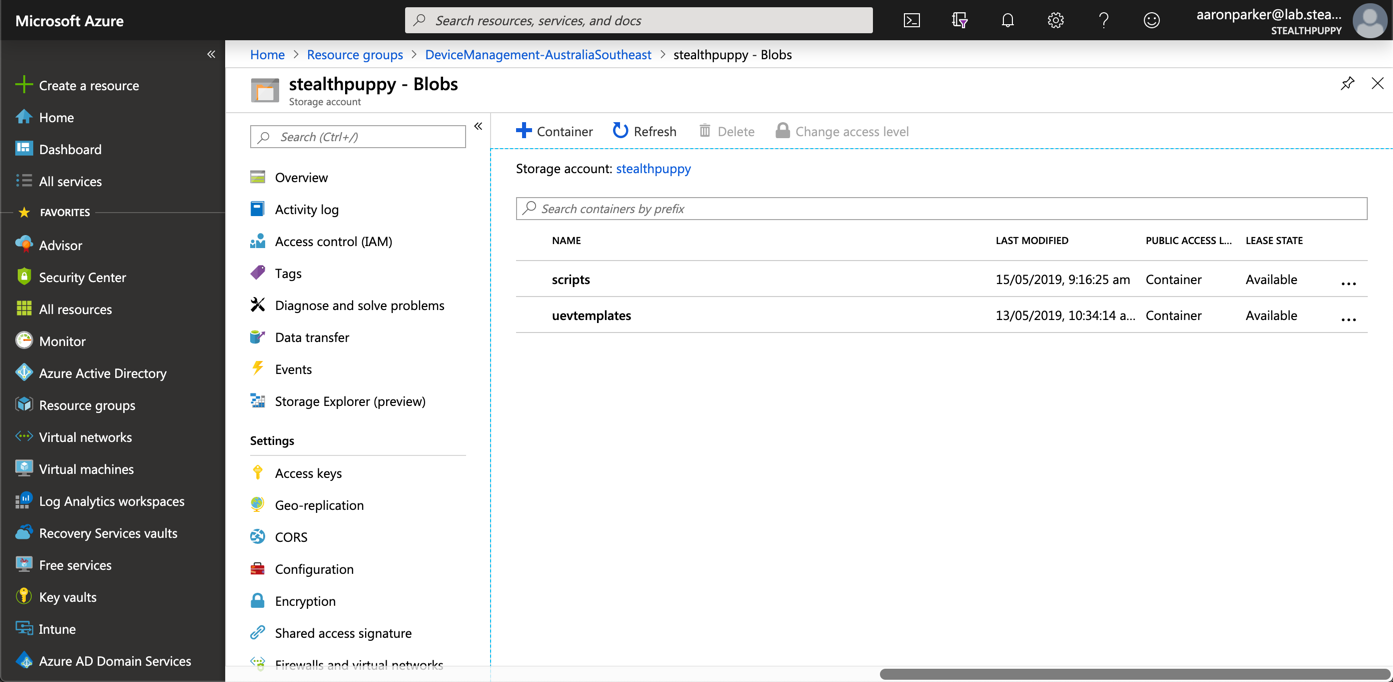 Microsoft Azure
Search resources, services, and docs
aaronparker@lab.stea...
STEALTHPUPPY
Create a resource
Home
Dashboard
All services
FAVORITES
Advisor
Security Center
All resources
Monitor
Azure Active Directory
Resource groups
Virtual networks
Virtual machines
Log Analytics workspaces
Recovery Services vaults
Free services
Key vaults
Intune
Azure AD Domain Services
Home > Resource groups > DeviceManagement-AustraliaSoutheast > stealthpuppy - Blobs
stealthpuppy - Blobs
Storage account
Search (Ctrl+/)
Overview
Activity log
Access control (IAM)
Tags
Diagnose and solve problems
Data transfer
Events
Storage Explorer (preview)
Settings
Access keys
Geo-replication
CORS
Configuration
Encryption
Shared access signature
Firewalls and virtual networks
Container Refresh Delete Change access level
Storage account: stealthpuppy
Search containers by prefix
NAME LAST MODIFIED PUBLIC ACCESS L... LEASE STATE
scripts 15/05/2019, 9:16:25 am Container Available ...
uevtemplates 13/05/2019, 10:34:14 a... Container Available ...